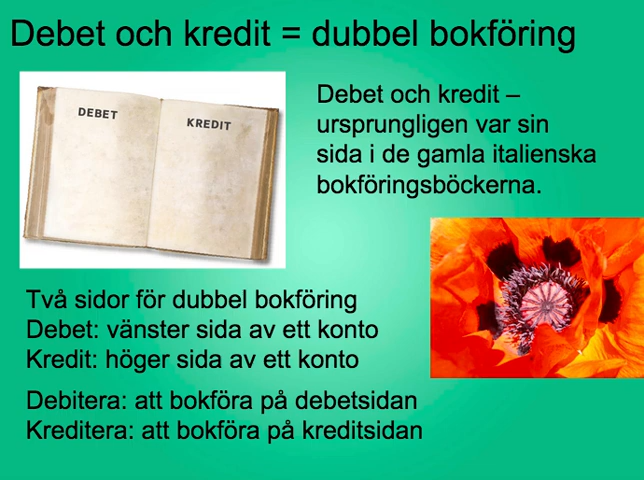 Debet och kredit = dubbel bokföring
DEBET
KREDIT
Debet och kredit –
ursprungligen var sin
sida i de gamla italienska
bokföringsböckerna.
Två sidor för dubbel bokföring
Debet: vänster sida av ett konto
Kredit: höger sida av ett konto
Debitera: att bokföra på debetsidan
Kreditera: att bokföra på kreditsidan